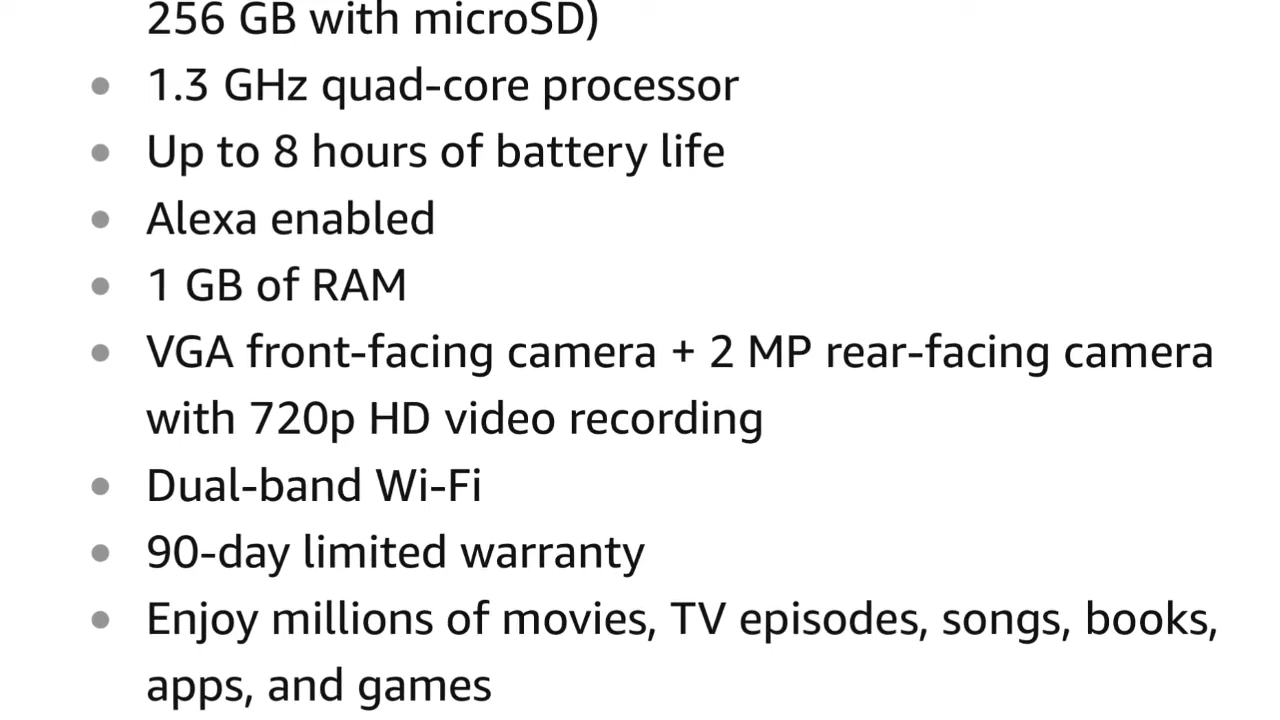 256 GB with microSD)
• 1.3 GHz quad-core processor
• Up to 8 hours of battery life
• Alexa enabled
• 1 GB of RAM
• VGA front-facing camera + 2 MP rear-facing camera
with 720p HD video recording
• Dual-band Wi-Fi
• 90-day limited warranty
• Enjoy millions of movies, TV episodes, songs, books,
apps, and games